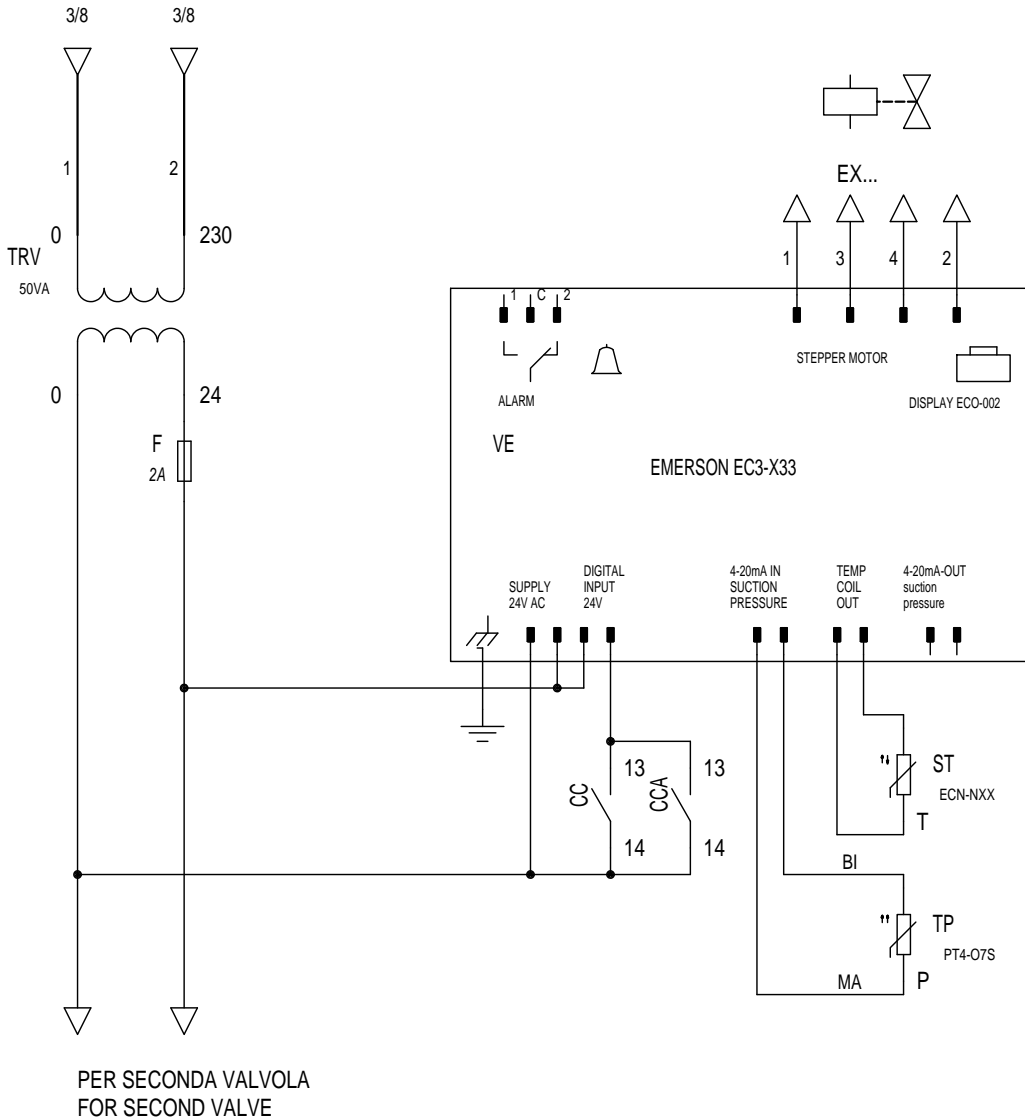 3/8 3/8
1 2
EX...
0 230
TRV
50VA
1 3 4 2
1 C 2
STEPPER MOTOR
ALARM
DISPLAY ECO-002
0 24
F
2A
VE
EMERSON EC3-X33
SUPPLY
24V AC
DIGITAL
INPUT
24V
4-20mA IN
SUCTION
PRESSURE
TEMP
COIL
OUT
4-20mA-OUT
suction
pressure
13 13
CC CCA
14 14
ST
ECN-NXX
T
BI
TP
PT4-O7S
MA P
PER SECONDA VALVOLA
FOR SECOND VALVE